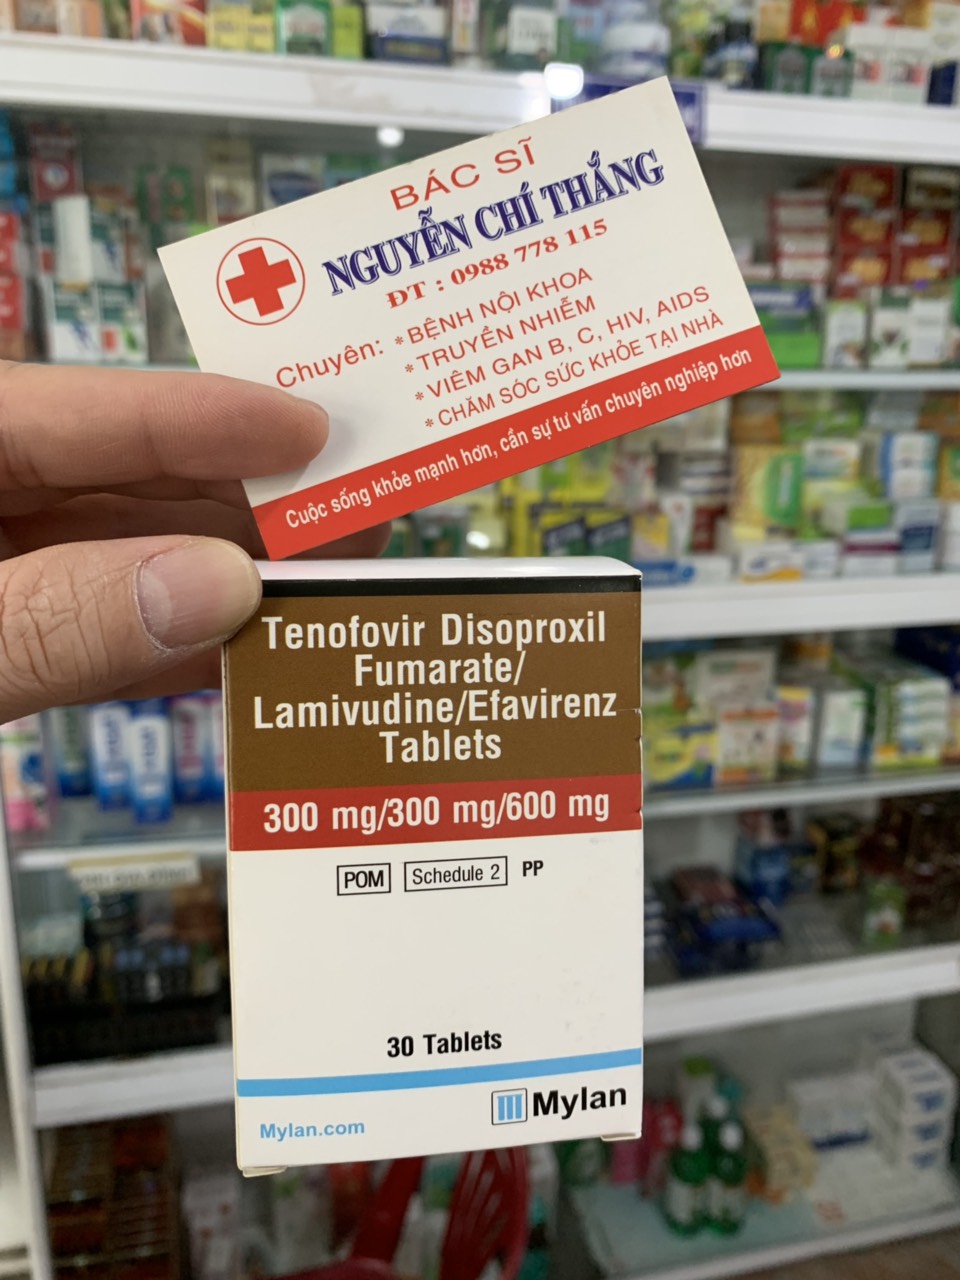 BÁC SĨ
NGUYỄN CHÍ THẮNG
ĐT : 0988 778 115
Chuyên: * BỆNH NỘI KHOA
* TRUYỀN NHIỄM
* VIÊM GAN B, C, HIV, AIDS
* CHĂM SÓC SỨC KHỎE TẠI NHÀ
Cuộc sống khỏe mạnh hơn, cần sự tư vấn chuyên nghiệp hơn
Tenofovir Disoproxil
Fumarate/
Lamivudine/Efavirenz
Tablets
300 mg/300 mg/600 mg
POM Schedule 2 PP
30 Tablets
Mylan
Mylan.com